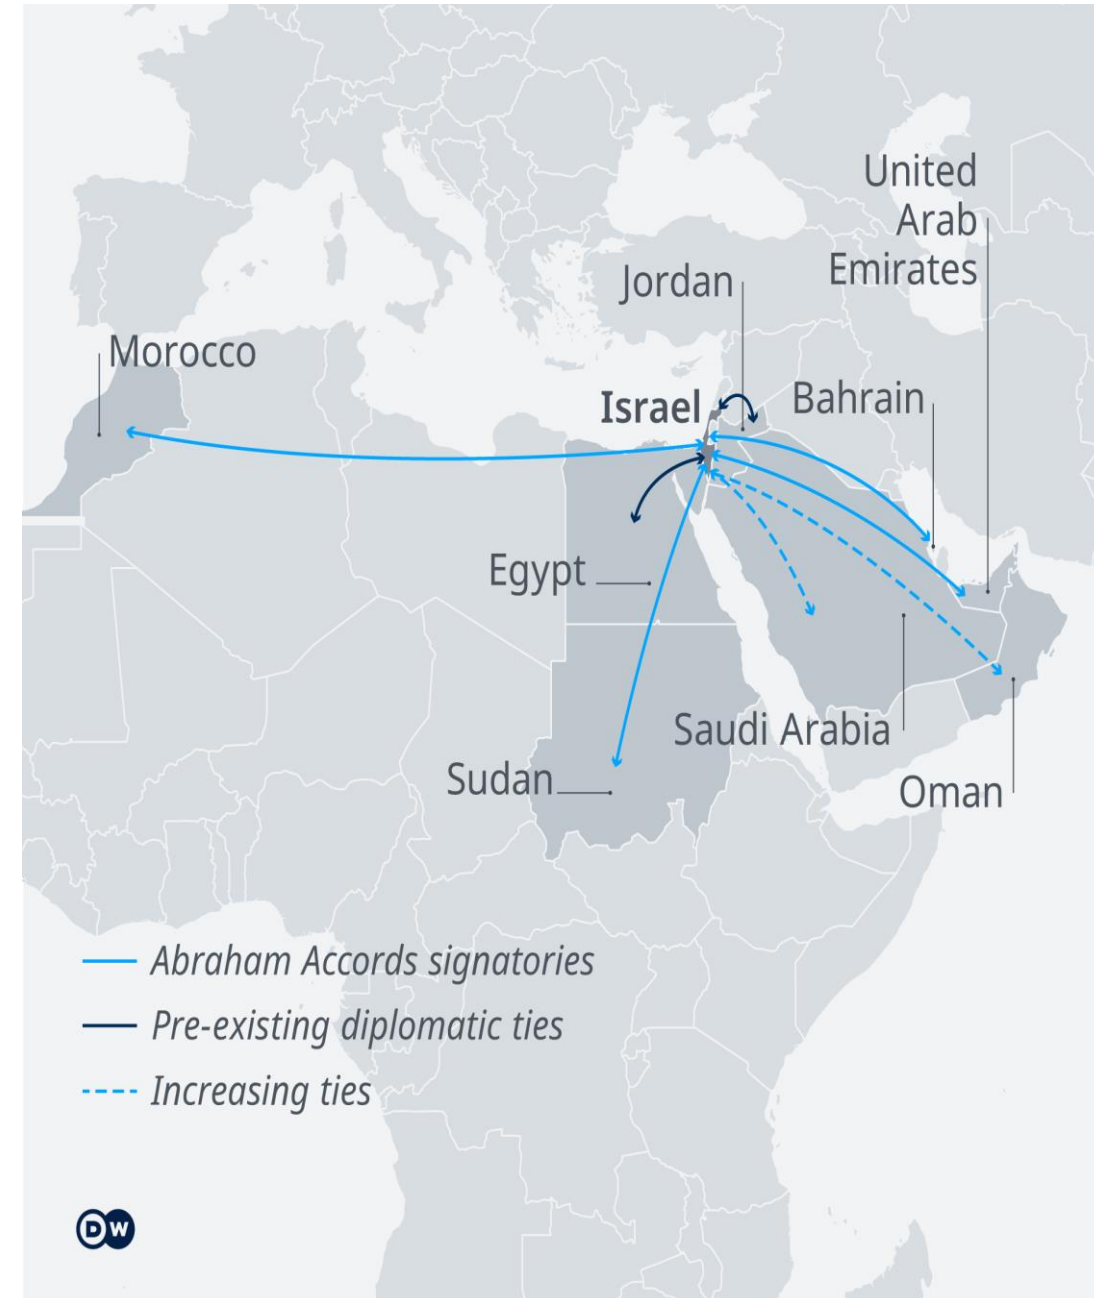 United
Arab
Emirates
Jordan
Morocco
Bahrain
Israel
Egypt
Saudi Arabia
Sudan
Oman
Abraham Accords signatories
Pre-existing diplomatic ties
Increasing ties
DW